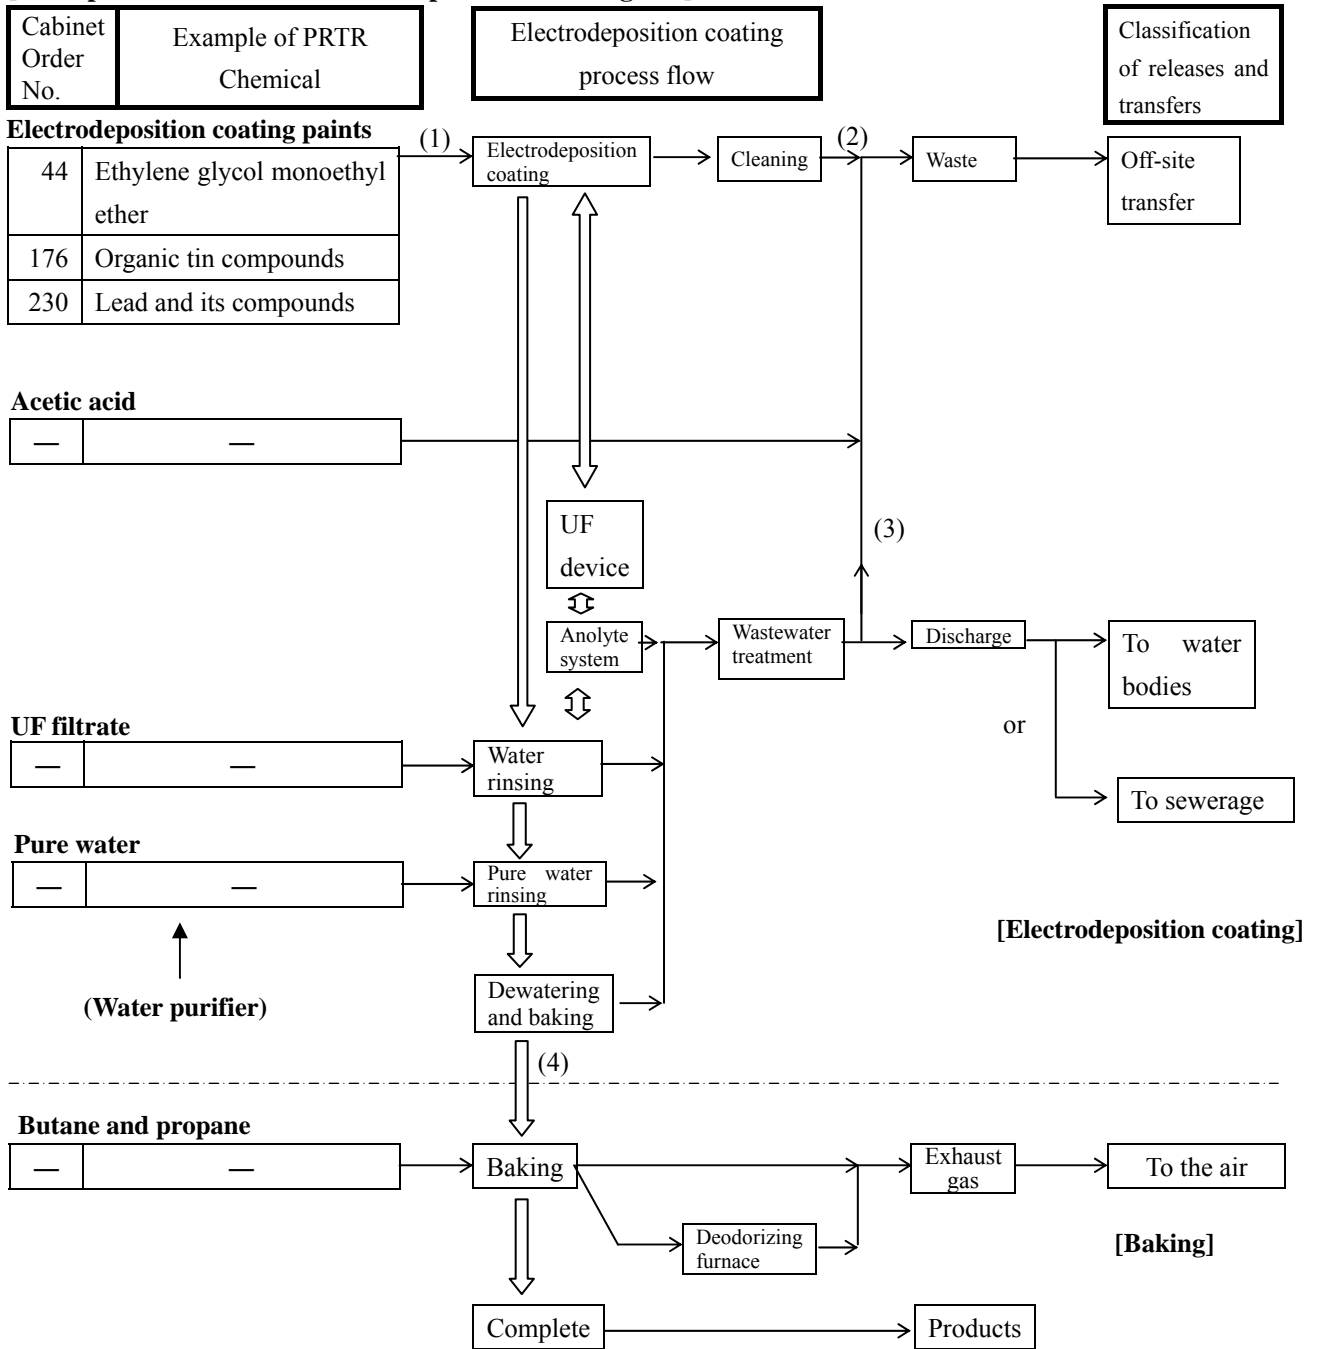 Cabinet
Order
No.
Example of PRTR
Chemical
Electrodeposition coating
process flow
Classification
of releases and
transfers
Electrodeposition coating paints
44 Ethylene glycol monoethyl
ether
176 Organic tin compounds
230 Lead and its compounds
(1)
Electrodeposition
coating
Cleaning
(2)
Waste
Off-site
transfer
Acetic acid
— —
UF
device
(3)
Anolyte
system
Wastewater
treatment
Discharge
To water
bodies
or
To sewerage
UF filtrate
— —
Water
rinsing
Pure water
— —
Pure water
rinsing
(Water purifier)
Dewatering
and baking
[Electrodeposition coating]
(4)
Butane and propane
— —
Baking
Exhaust
gas
To the air
Deodorizing
furnace
[Baking]
Complete
Products